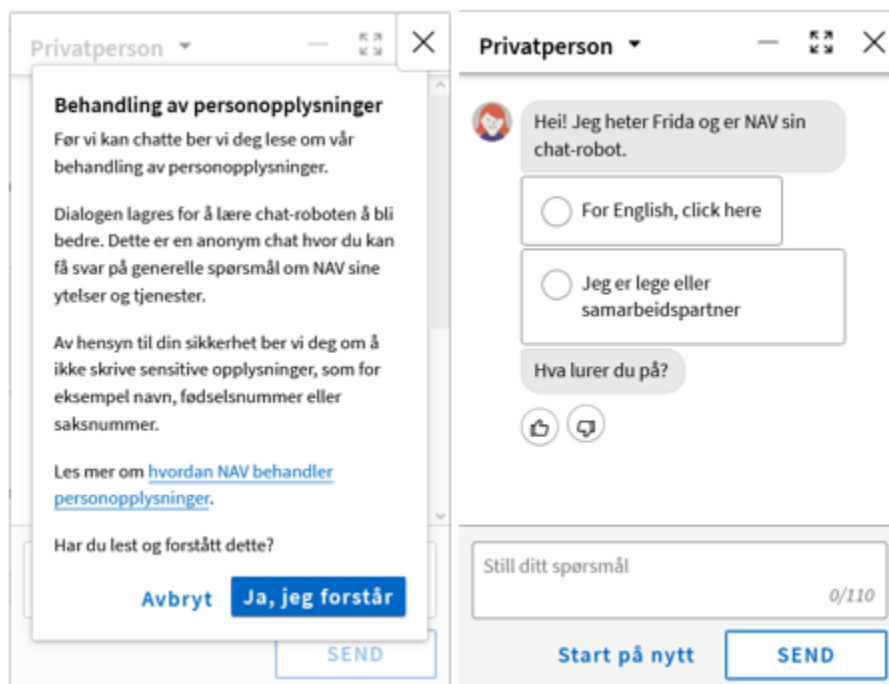 Privatperson
Behandling av personopplysninger
Før vi kan chatte ber vi deg lese om vår
behandling av personopplysninger.
Dialogen lagres for å lære chat-roboten å bli
bedre. Dette er en anonym chat hvor du kan
få svar på generelle spørsmål om NAV sine
ytelser og tjenester.
Av hensyn til din sikkerhet ber vi deg om å
ikke skrive sensitive opplysninger, som for
eksempel navn, fødselsnummer eller
saksnummer.
Les mer om hvordan NAV behandler
personopplysninger.
Har du lest og forstått dette?
Avbryt
Ja, jeg forstår
SEND
Privatperson
Hei! Jeg heter Frida og er NAV sin
chat-robot.
For English, click here
Jeg er lege eller
samarbeidspartner
Hva lurer du på?
Still ditt spørsmål
0/110
Start på nytt
SEND